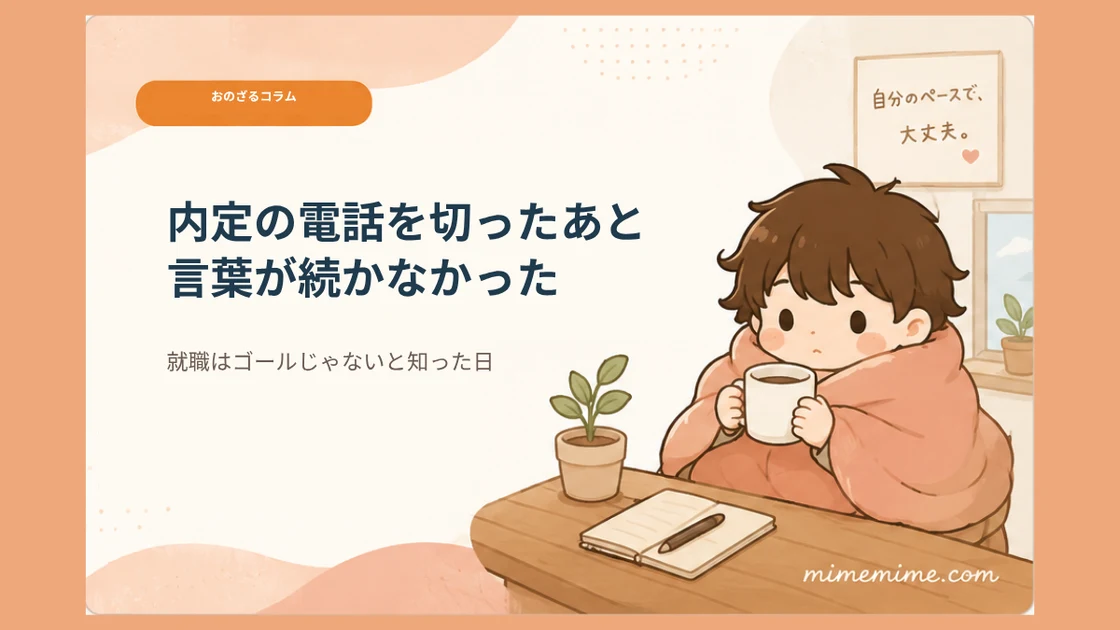 おのざるコラム
自分のペースで、
大丈夫。
内定の電話を切ったあと
言葉が続かなかった
就職はゴールじゃないと知った日
mimemime.com